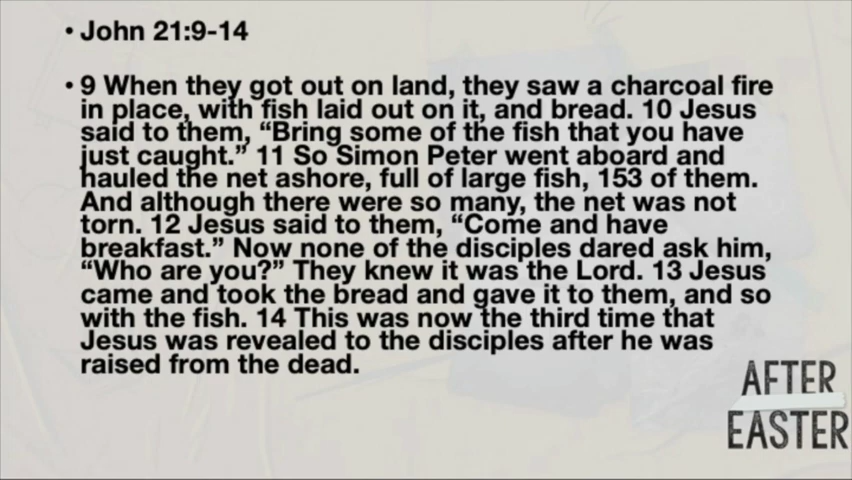 • John 21:9-14
• 9 When they got out on land, they saw a charcoal fire
in place, with fish laid out on it, and bread. 10 Jesus
said to them, “Bring some of the fish that you have
just caught.” 11 So Simon Peter went aboard and
hauled the net ashore, full of large fish, 153 of them.
And although there were so many, the net was not
torn. 12 Jesus said to them, “Come and have
breakfast.” Now none of the disciples dared ask him,
“Who are you?” They knew it was the Lord. 13 Jesus
came and took the bread and gave it to them, and so
with the fish. 14 This was now the third time that
Jesus was revealed to the disciples after he was
raised from the dead.
AFTER
EASTER